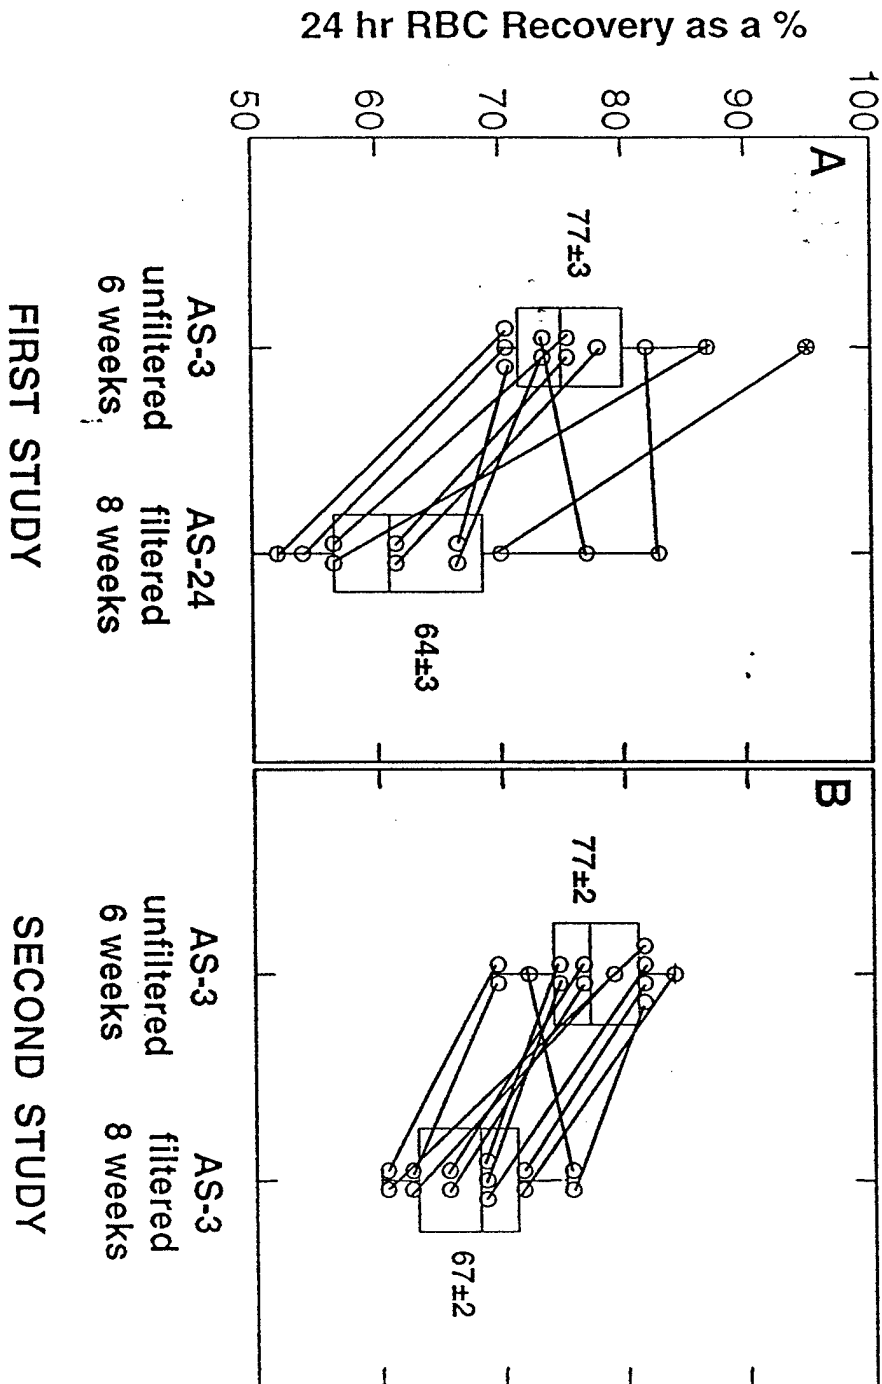 24 hr RBC Recovery as a %
100
90
80
70
60
50
A
77±3
64±3
AS-3
unfiltered
6 weeks
AS-24
filtered
8 weeks
FIRST STUDY
B
77±2
67±2
AS-3
unfiltered
6 weeks
AS-3
filtered
8 weeks
SECOND STUDY